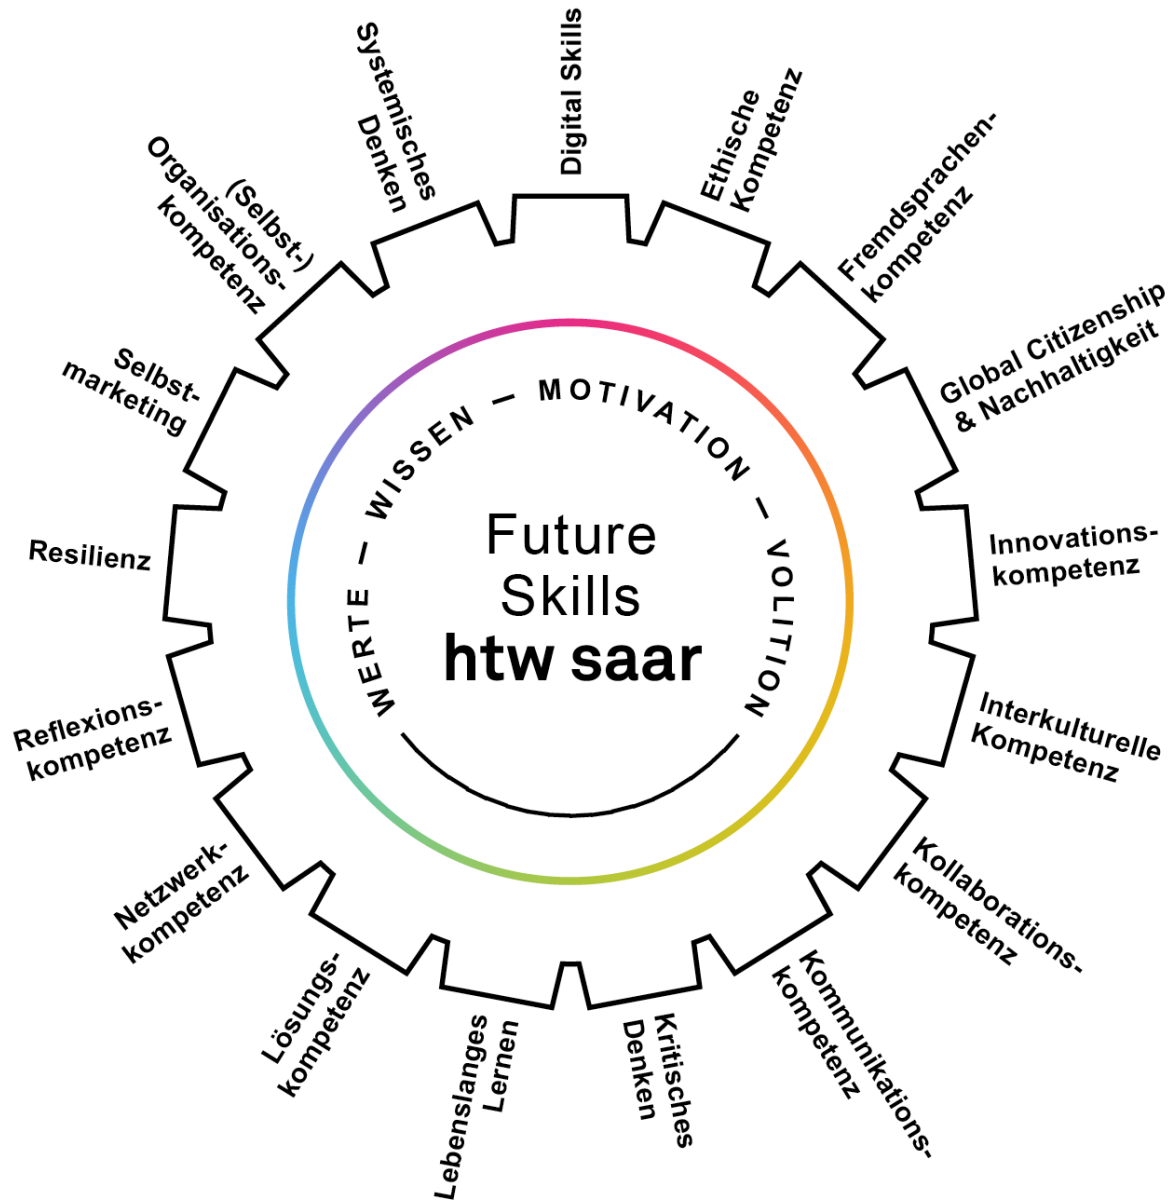 Digital Skills
Ethische
Kompetenz
Fremdsprachen-
kompetenz
Global Citizenship
& Nachhaltigkeit
Innovations-
kompetenz
Interkulturelle
Kompetenz
Kollaborations-
kompetenz
Kommunikations-
kompetenz
Kritisches
Denken
Lebenslanges
Lernen
Lösungs-
kompetenz
Netzwerk-
kompetenz
Reflexions-
kompetenz
Resilienz
Selbst-
marketing
(Selbst-)
Organisations-
kompetenz
Systemisches
Denken
WERTE — WISSEN — MOTIVATION — VOLITION
Future
Skills
htw saar